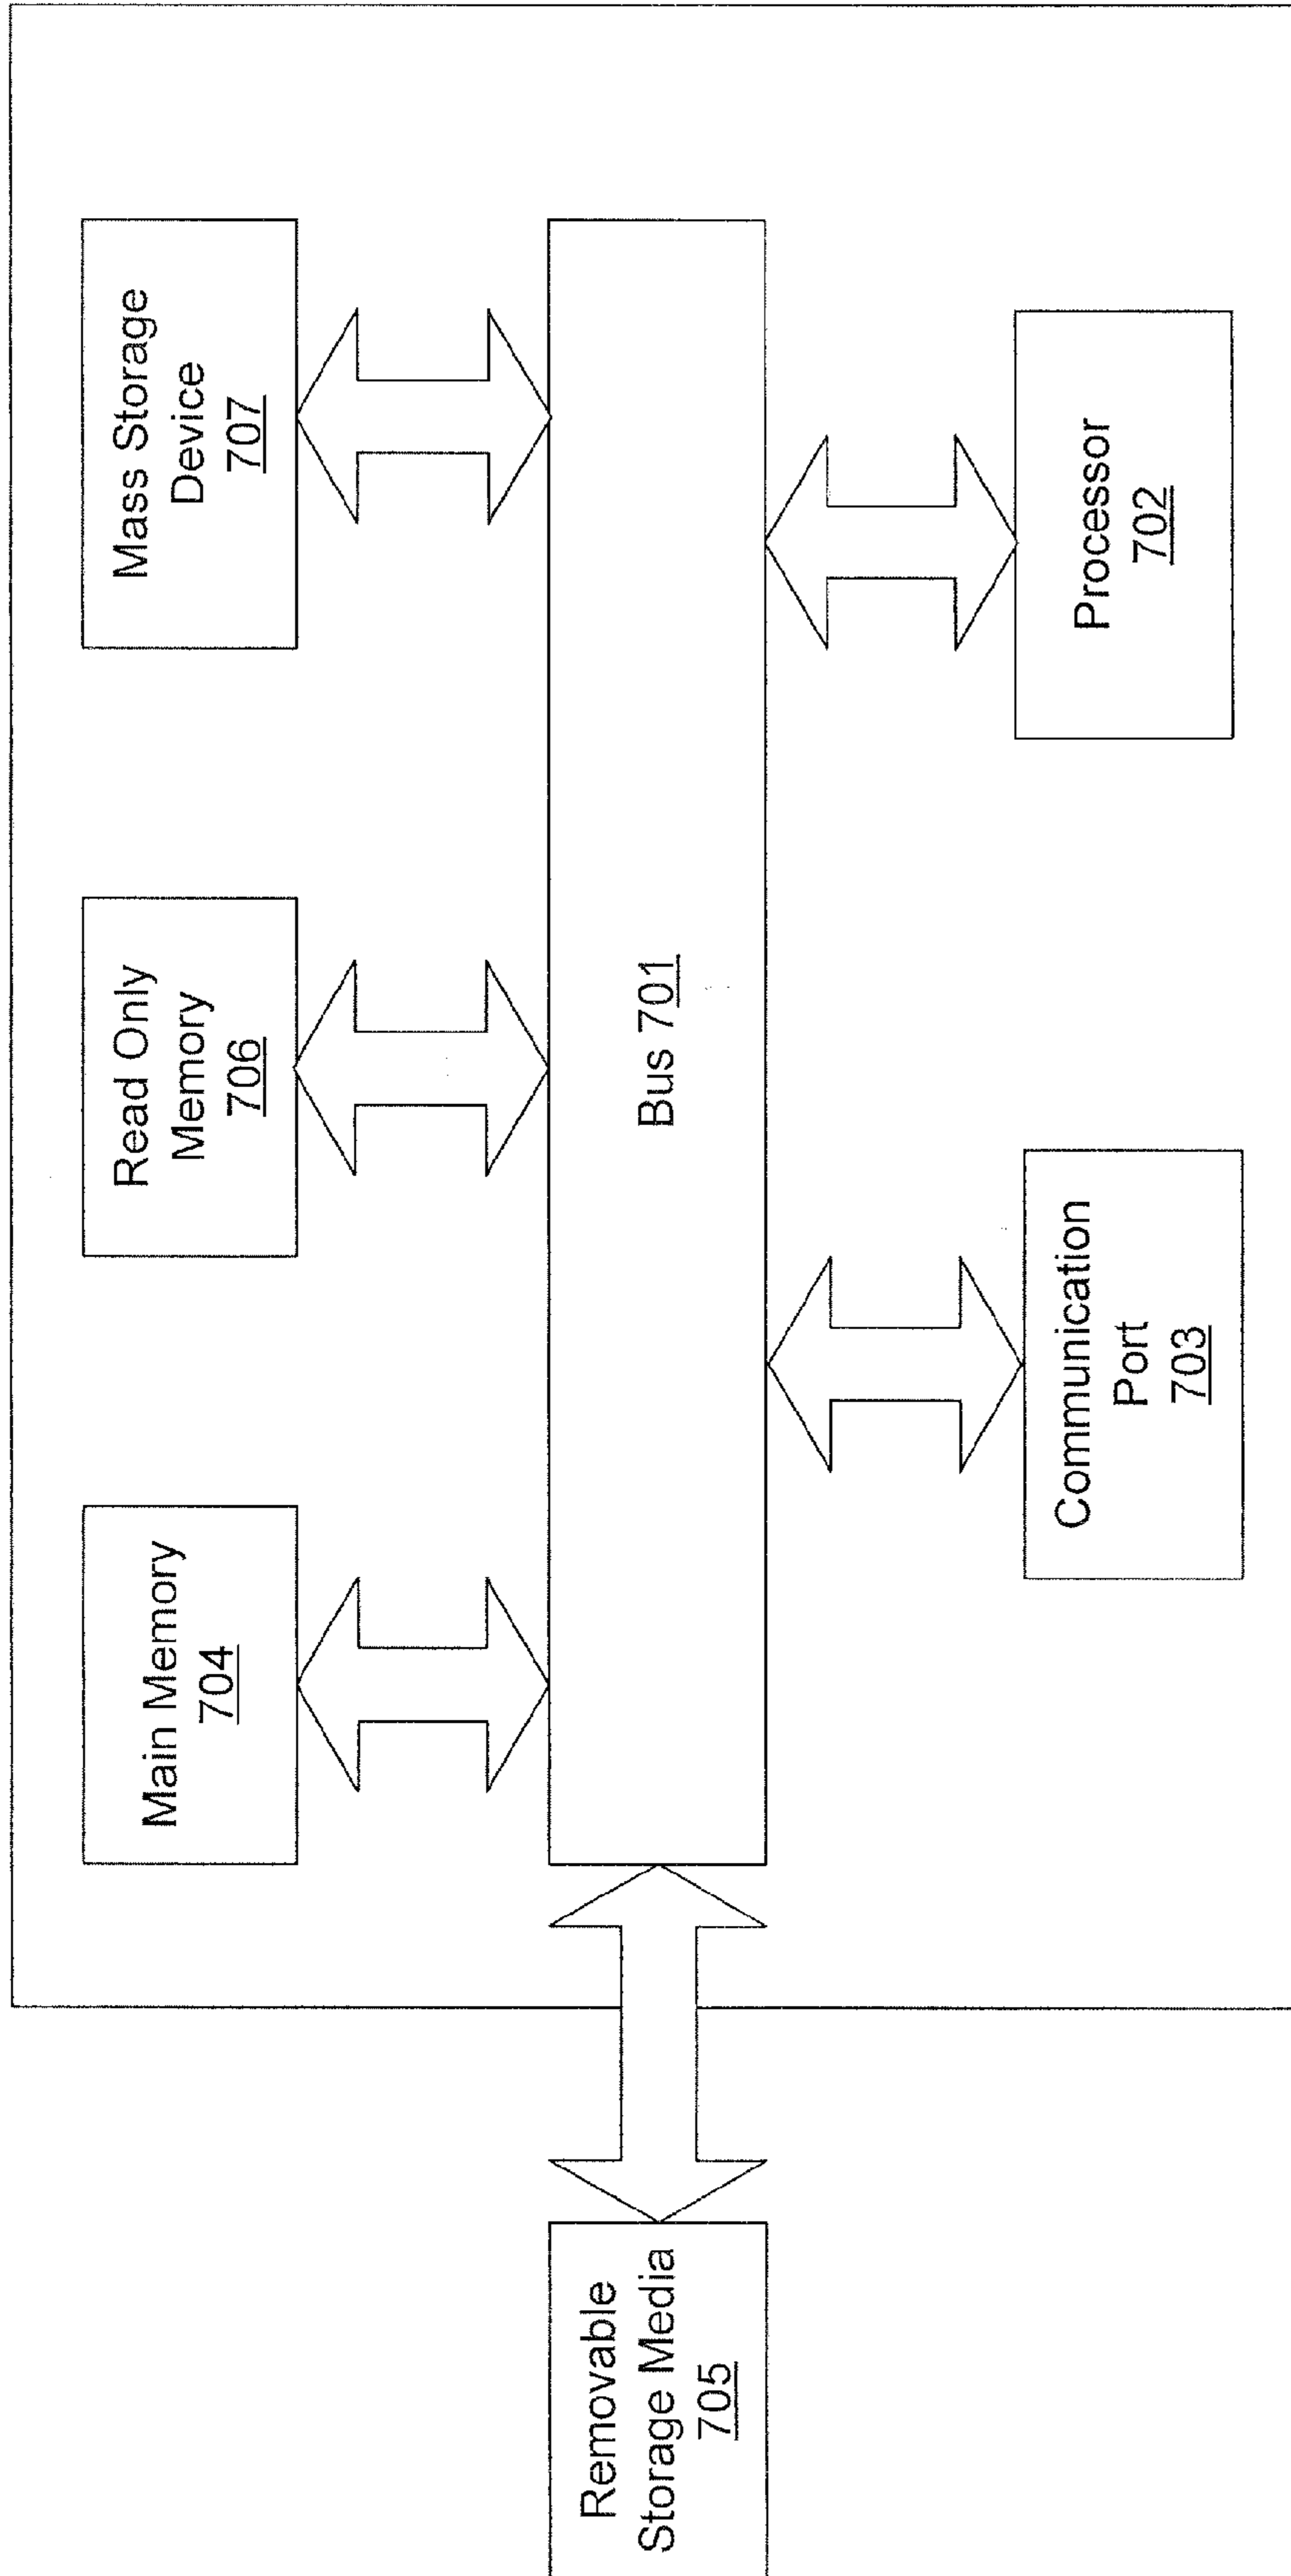 Main Memory
704
Read Only
Memory
706
Mass Storage
Device
707
Removable
Storage Media
705
Bus 701
Communication
Port
703
Processor
702